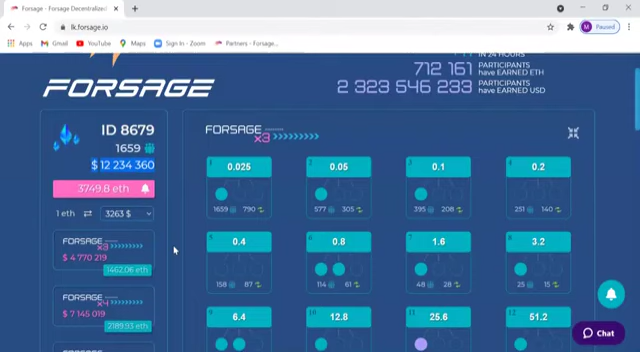 Forsage - Forsage Decentralized
lk.forsage.io
Paused
Apps
Gmail
YouTube
Maps
Sign In - Zoom
Partners - Forsage...
IN 24 HOURS
712 161 PARTICIPANTS have EARNED ETH
2 323 546 233 PARTICIPANTS have EARNED USD
FORSAGE
ID 8679
1659
$ 12 234 360
3749.8 eth
1 eth 3263 $
FORSAGE x3
$ 4 770 219
1462.06 eth
FORSAGE x4
$ 7 145 019
2189.93 eth
FORSAGE x3
1 0.025
1659 790
2 0.05
577 305
3 0.1
395 208
4 0.2
251 140
5 0.4
158 87
6 0.8
114 61
7 1.6
48 28
8 3.2
25 15
9 6.4
10 12.8
11 25.6
12 51.2
Chat